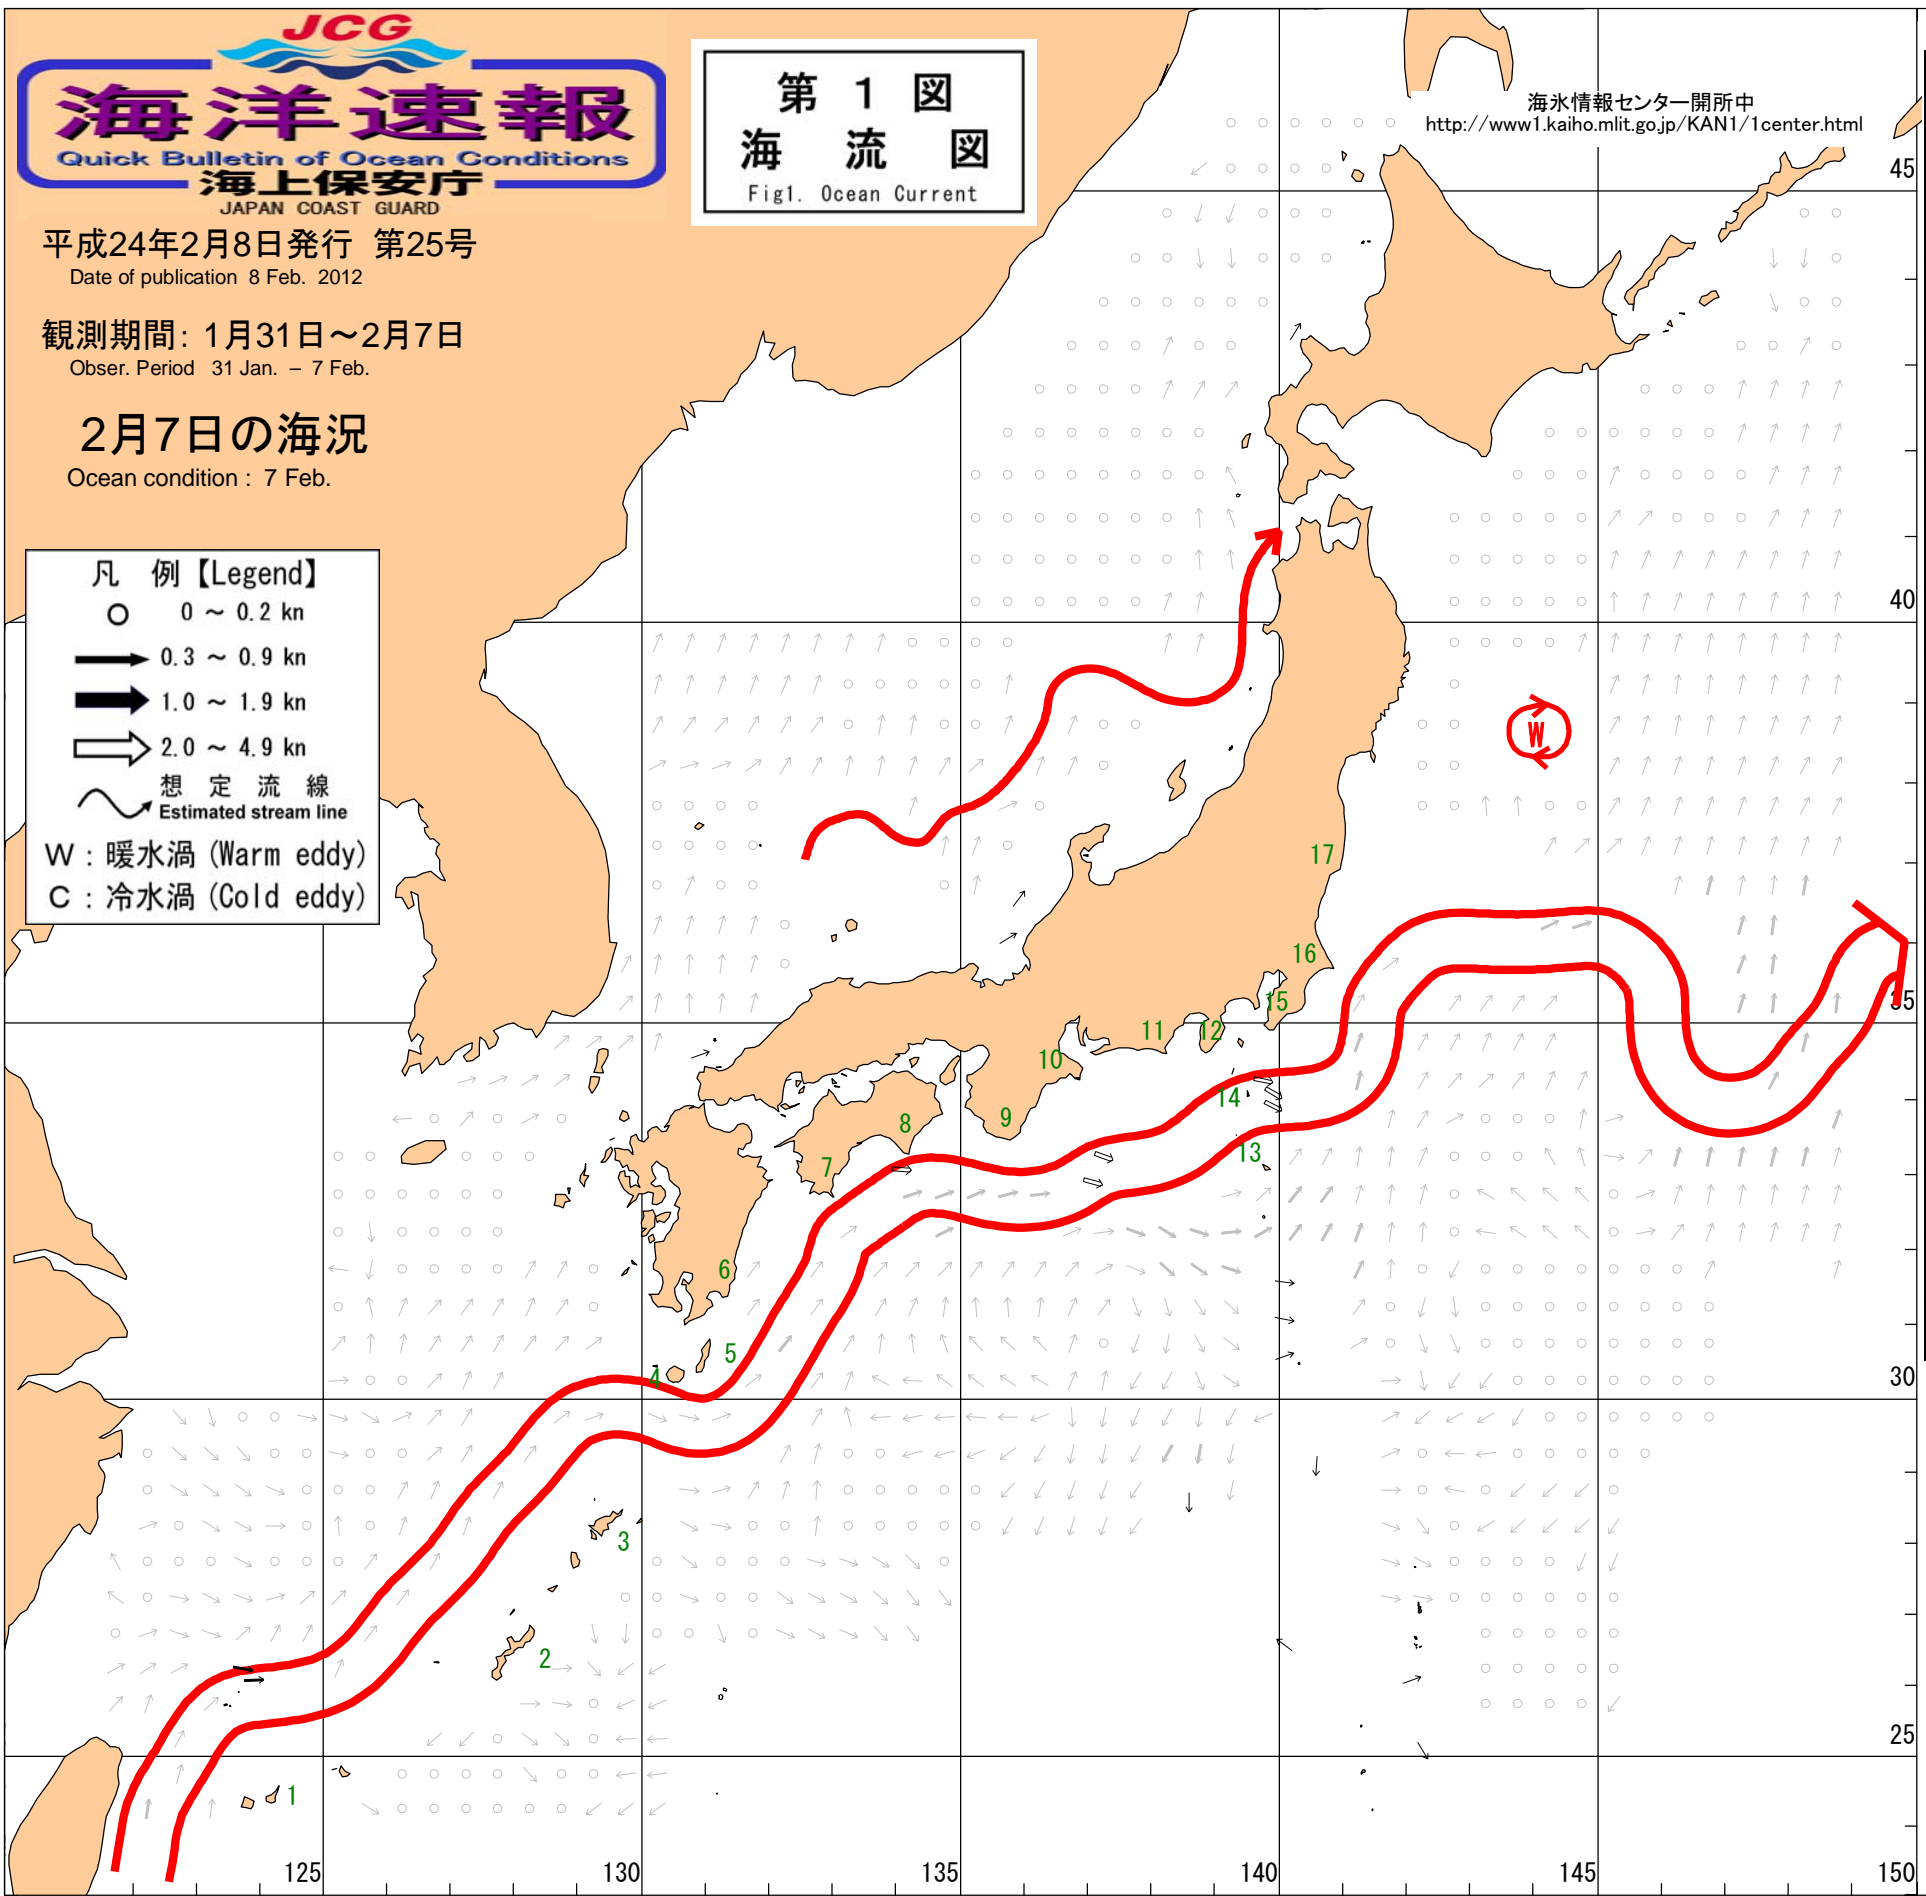 JCG
海洋速報
Quick Bulletin of Ocean Conditions
海上保安庁
JAPAN COAST GUARD
平成24年2月8日発行 第25号
Date of publication 8 Feb. 2012
観測期間: 1月31日～2月7日
Obser. Period 31 Jan. – 7 Feb.
2月7日の海況
Ocean condition : 7 Feb.
第 1 図
海 流 図
Fig1. Ocean Current
海氷情報センター開所中
http://www1.kaiho.mlit.go.jp/KAN1/1center.html
凡 例【Legend】
0 ～ 0.2 kn
0.3 ～ 0.9 kn
1.0 ～ 1.9 kn
2.0 ～ 4.9 kn
想 定 流 線
Estimated stream line
W : 暖水渦 (Warm eddy)
C : 冷水渦 (Cold eddy)
45
40
W
17
16
35
15
12
11
10
14
9
8
13
7
6
5
4
30
3
2
25
1
125
130
135
140
145
150